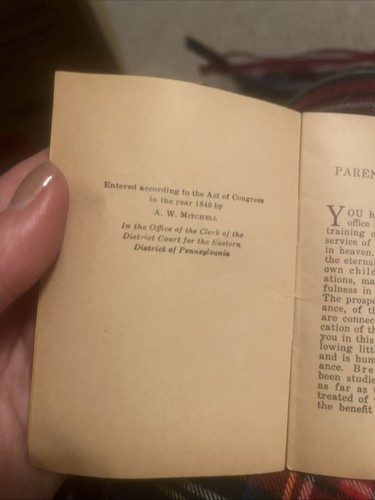 Entered according to the Act of Congress
in the year 1840 by
A. W. MITCHELL
In the Office of the Clerk of the
District Court for the Eastern
District of Pennsylvania
PAREN
YOU h
office
training o
service of
in heaven.
the eternal
own child
ations, ma
fulness in
The prospe
ance, of th
are connec
cation of th
you in this
lowing littl
and is hum
ance. Bre
been studie
as far as
treated of
the benefit